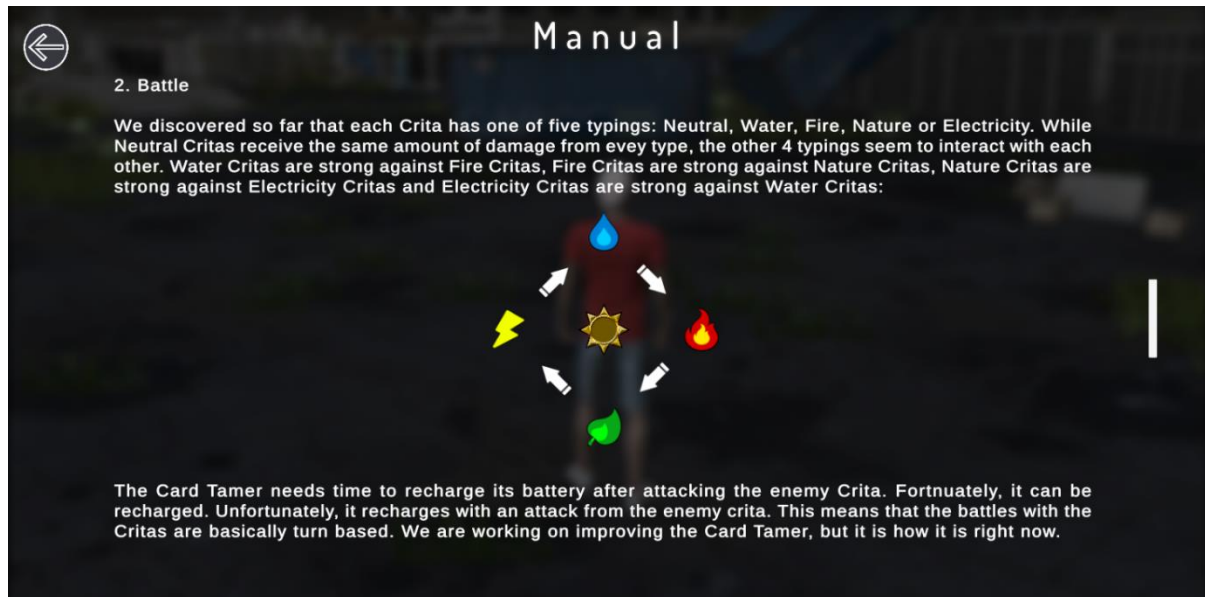 Manual
2. Battle
We discovered so far that each Crita has one of five typings: Neutral, Water, Fire, Nature or Electricity. While
Neutral Critas receive the same amount of damage from evey type, the other 4 typings seem to interact with each
other. Water Critas are strong against Fire Critas, Fire Critas are strong against Nature Critas, Nature Critas are
strong against Electricity Critas and Electricity Critas are strong against Water Critas:
The Card Tamer needs time to recharge its battery after attacking the enemy Crita. Fortnuately, it can be
recharged. Unfortunately, it recharges with an attack from the enemy crita. This means that the battles with the
Critas are basically turn based. We are working on improving the Card Tamer, but it is how it is right now.